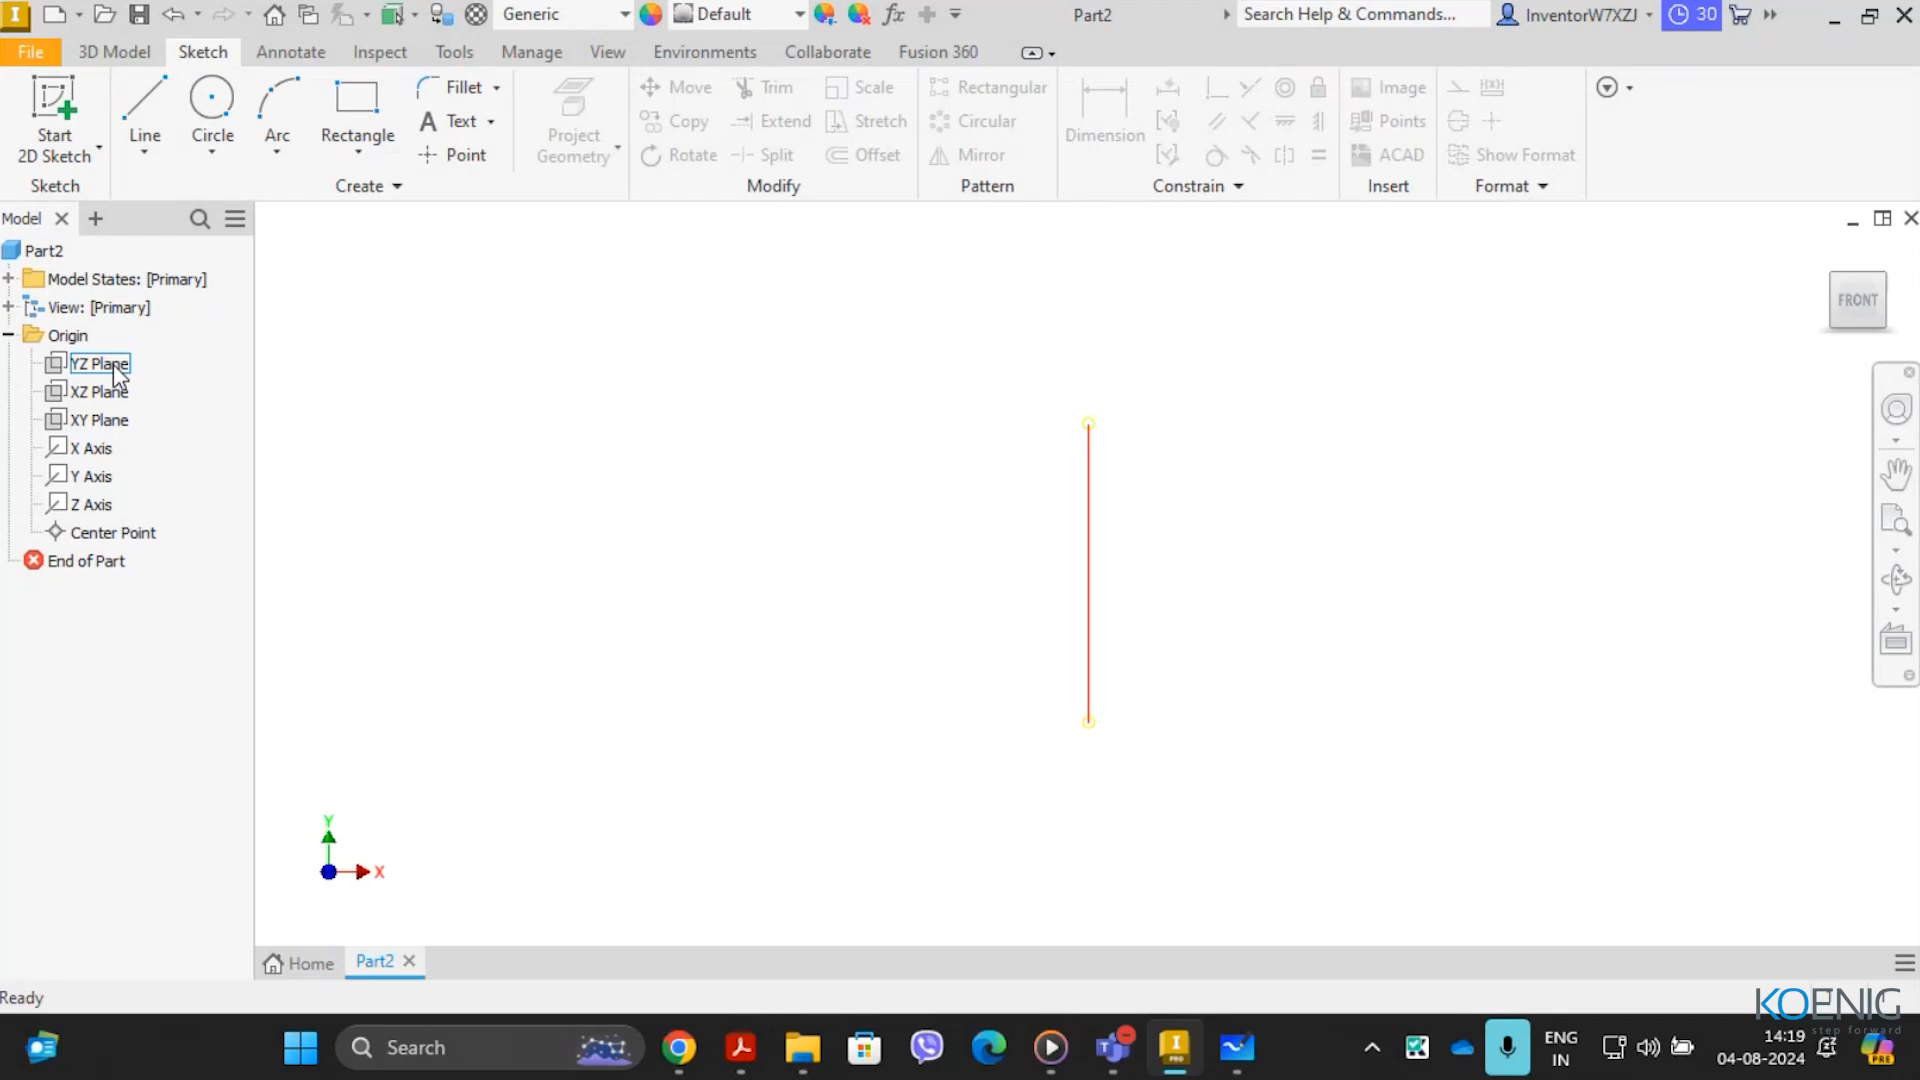 I Generic Default fx Part2 Search Help & Commands... InventorW7XZJ 30
File 3D Model Sketch Annotate Inspect Tools Manage View Environments Collaborate Fusion 360
Start
2D Sketch
Line
Circle
Arc
Rectangle
Fillet
A Text
Point
Project
Geometry
Move
Copy
Rotate
Trim
Extend
Split
Scale
Stretch
Offset
Rectangular
Circular
Mirror
Dimension
Image
Points
ACAD
Show Format
Sketch Create Modify Pattern Constrain Insert Format
Model
Part2
Model States: [Primary]
View: [Primary]
Origin
YZ Plane
XZ Plane
XY Plane
X Axis
Y Axis
Z Axis
Center Point
End of Part
FRONT
Y
X
Home Part2
Ready
KOENIG
step forward
Search
I
PRO
ENG
IN
14:19
04-08-2024
PRE